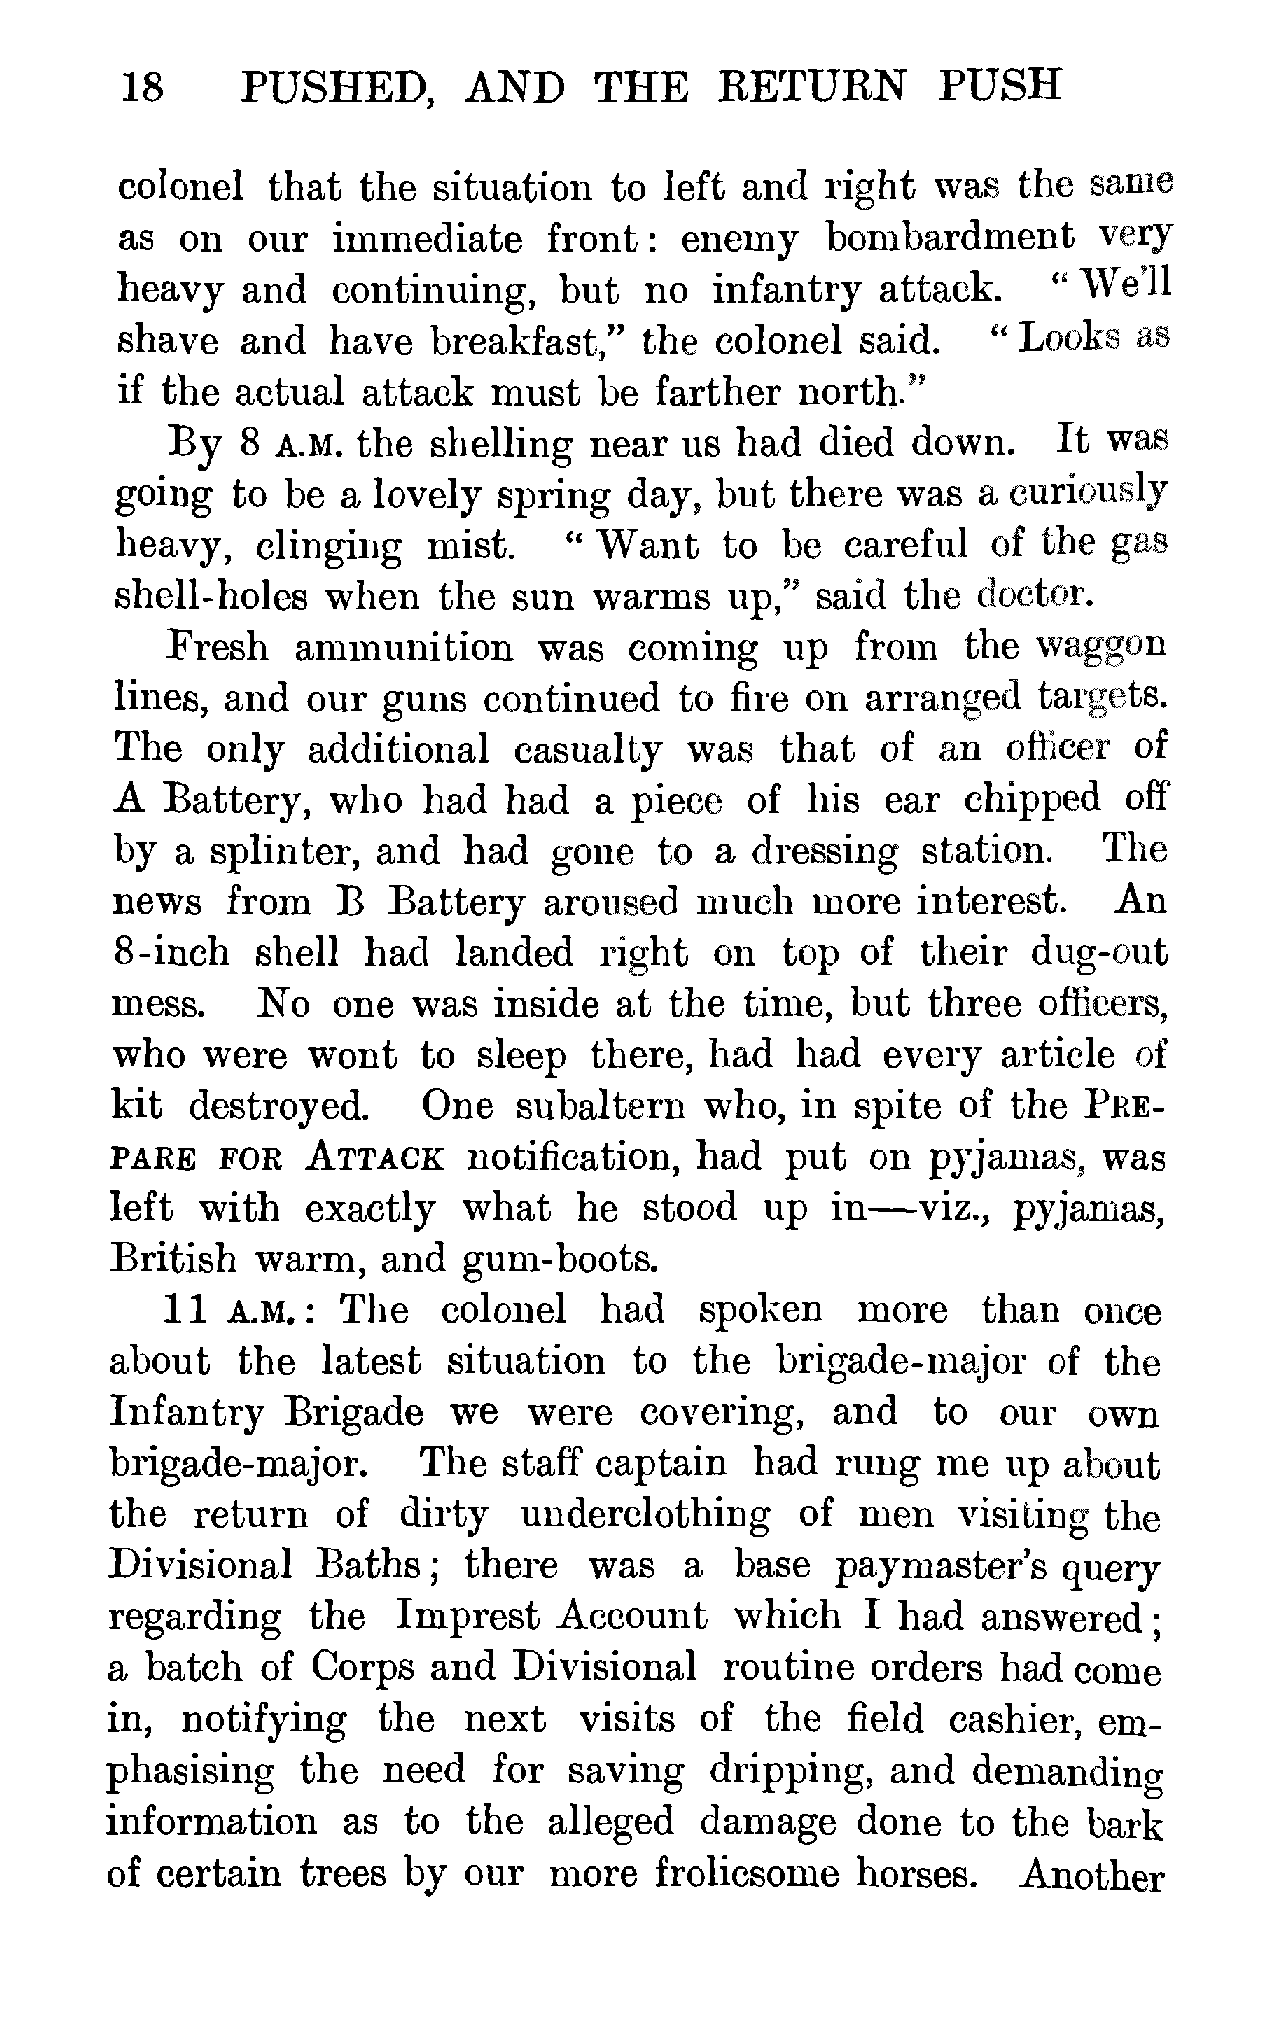 18 PUSHED, AND THE RETURN PUSH
colonel that the situation to left and right was the same
as on our immediate front : enemy bombardment very
heavy and continuing, but no infantry attack. “ We’ll
shave and have breakfast,” the colonel said. “ Looks as
if the actual attack must be farther north.”
By 8 A.M. the shelling near us had died down. It was
going to be a lovely spring day, but there was a curiously
heavy, clinging mist. “ Want to be careful of the gas
shell-holes when the sun warms up,” said the doctor.
Fresh ammunition was coming up from the waggon
lines, and our guns continued to fire on arranged targets.
The only additional casualty was that of an officer of
A Battery, who had had a piece of his ear chipped off
by a splinter, and had gone to a dressing station. The
news from B Battery aroused much more interest. An
8-inch shell had landed right on top of their dug-out
mess. No one was inside at the time, but three officers,
who were wont to sleep there, had had every article of
kit destroyed. One subaltern who, in spite of the PRE-
PARE FOR ATTACK notification, had put on pyjamas, was
left with exactly what he stood up in—viz., pyjamas,
British warm, and gum-boots.
11 A.M. : The colonel had spoken more than once
about the latest situation to the brigade-major of the
Infantry Brigade we were covering, and to our own
brigade-major. The staff captain had rung me up about
the return of dirty underclothing of men visiting the
Divisional Baths ; there was a base paymaster’s query
regarding the Imprest Account which I had answered ;
a batch of Corps and Divisional routine orders had come
in, notifying the next visits of the field cashier, em-
phasising the need for saving dripping, and demanding
information as to the alleged damage done to the bark
of certain trees by our more frolicsome horses. Another